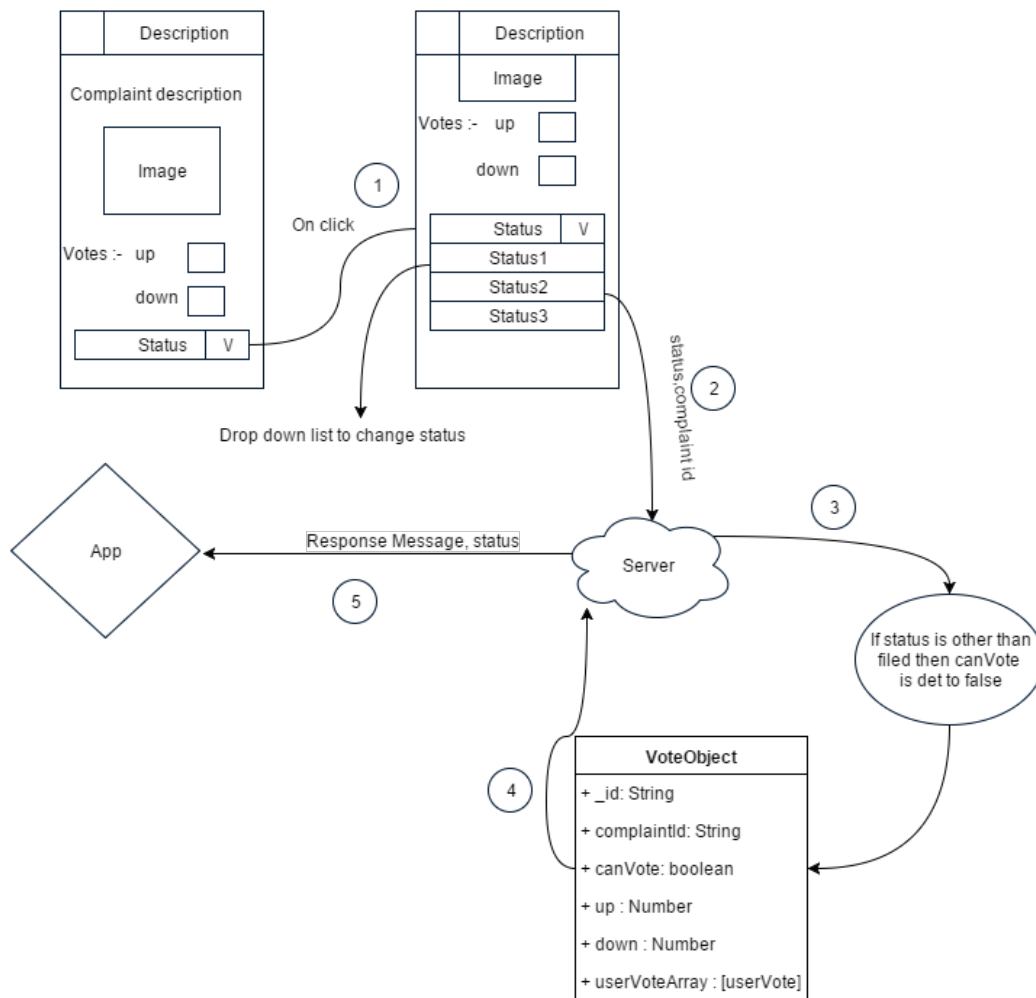 Description
Complaint description
Image
Votes :- up
down
Status V
Description
Image
Votes :- up
down
Status V
Status1
Status2
Status3
1
On click
Drop down list to change status
2
status,complaint id
Server
3
If status is other than
filed then canVote
is det to false
VoteObject
+ _id: String
+ complaintId: String
+ canVote: boolean
+ up : Number
+ down : Number
+ userVoteArray : [userVote]
4
Response Message, status
5
App